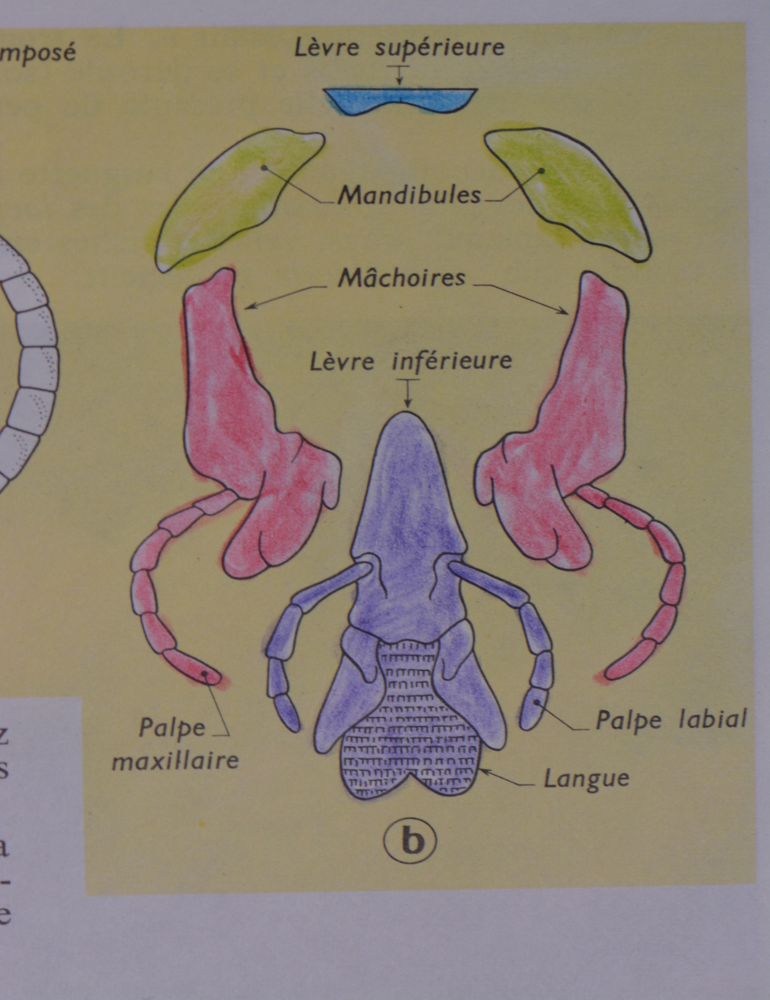 mposé
Lèvre supérieure
Mandibules
Mâchoires
Lèvre inférieure
Palpe
maxillaire
Palpe labial
Langue
b
z
s
a
-
e